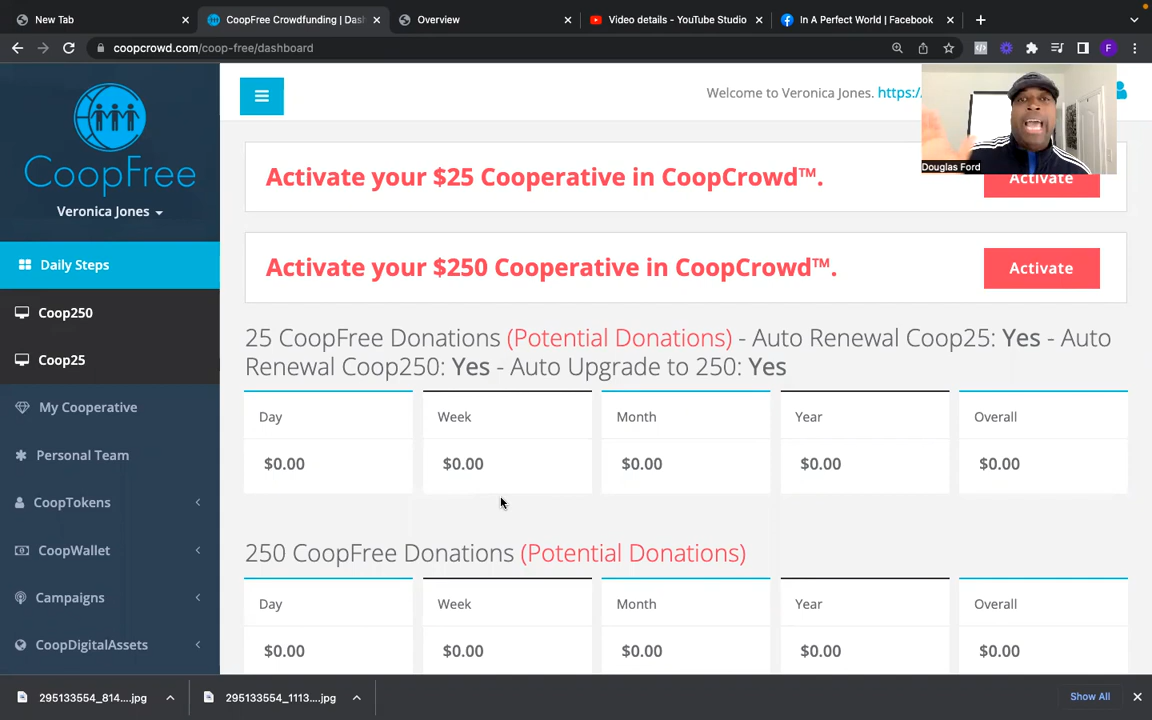 New Tab
CoopFree Crowdfunding | Das
Overview
Video details - YouTube Studio
In A Perfect World | Facebook
coopcrowd.com/coop-free/dashboard
F
CoopFree
Veronica Jones
Daily Steps
Coop250
Coop25
My Cooperative
Personal Team
CoopTokens
CoopWallet
Campaigns
CoopDigitalAssets
Welcome to Veronica Jones. https:/
Douglas Ford
Activate your $25 Cooperative in CoopCrowd™.
Activate
Activate your $250 Cooperative in CoopCrowd™.
Activate
25 CoopFree Donations (Potential Donations) - Auto Renewal Coop25: Yes - Auto
Renewal Coop250: Yes - Auto Upgrade to 250: Yes
Day Week Month Year Overall
$0.00 $0.00 $0.00 $0.00 $0.00
250 CoopFree Donations (Potential Donations)
Day Week Month Year Overall
$0.00 $0.00 $0.00 $0.00 $0.00
295133554_814....jpg
295133554_1113....jpg
Show All